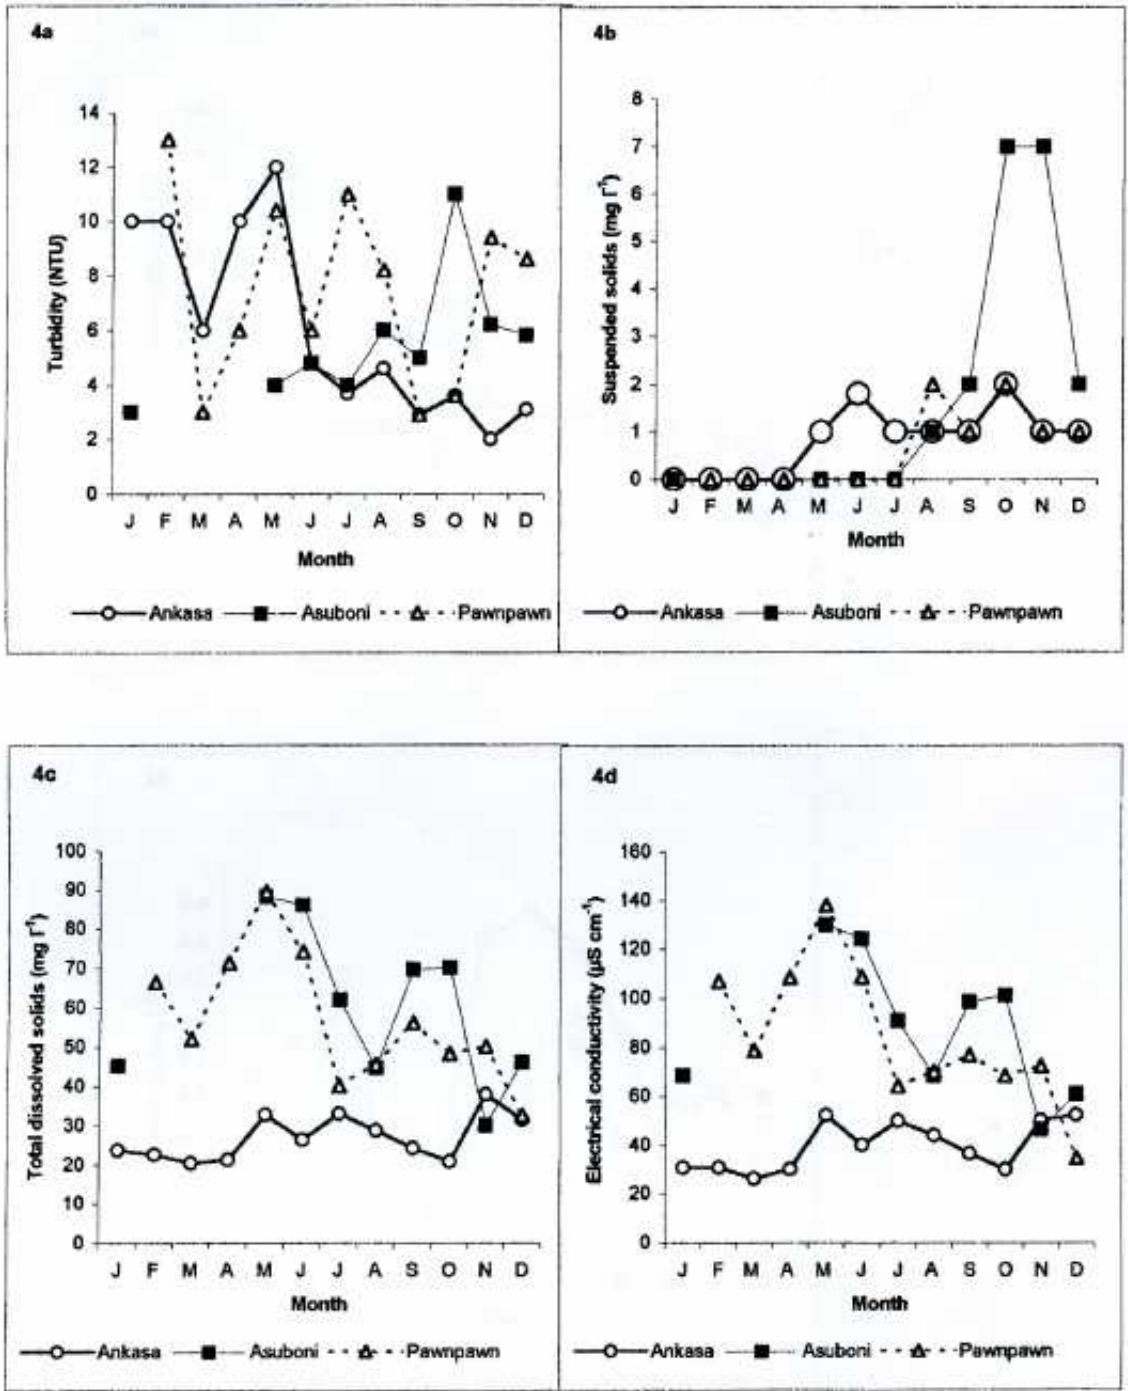 4a
Turbidity (NTU)
14
12
10
8
6
4
2
0
J F M A M J J A S O N D
Month
Ankasa Asuboni Pawnpawn
4b
Suspended solids (mg l⁻¹)
8
7
6
5
4
3
2
1
0
J F M A M J J A S O N D
Month
Ankasa Asuboni Pawnpawn
4c
Total dissolved solids (mg l⁻¹)
100
90
80
70
60
50
40
30
20
10
0
J F M A M J J A S O N D
Month
Ankasa Asuboni Pawnpawn
4d
Electrical conductivity (µS cm⁻¹)
160
140
120
100
80
60
40
20
0
J F M A M J J A S O N D
Month
Ankasa Asuboni Pawnpawn